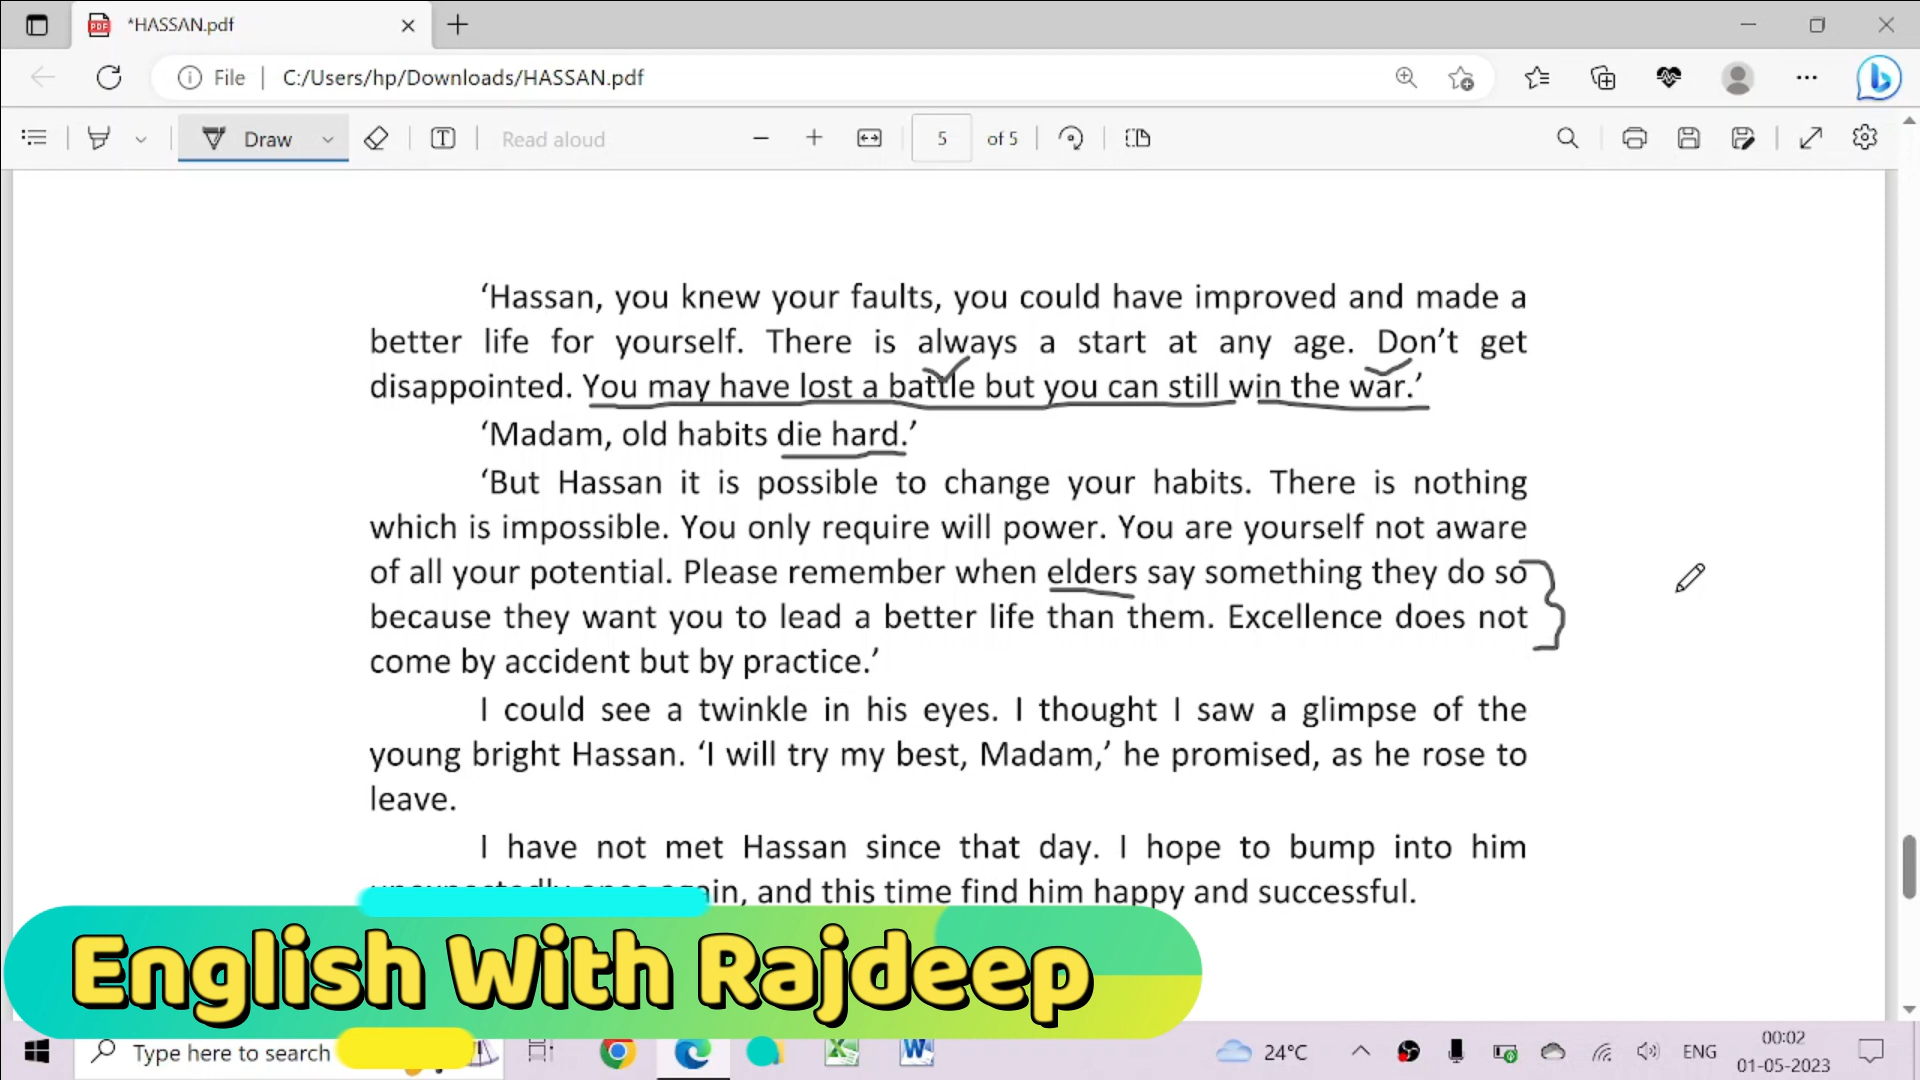 *HASSAN.pdf
File
C:/Users/hp/Downloads/HASSAN.pdf
Draw
Read aloud
5 of 5
‘Hassan, you knew your faults, you could have improved and made a
better life for yourself. There is always a start at any age. Don’t get
disappointed. You may have lost a battle but you can still win the war.’
‘Madam, old habits die hard.’
‘But Hassan it is possible to change your habits. There is nothing
which is impossible. You only require will power. You are yourself not aware
of all your potential. Please remember when elders say something they do so
because they want you to lead a better life than them. Excellence does not
come by accident but by practice.’
I could see a twinkle in his eyes. I thought I saw a glimpse of the
young bright Hassan. ‘I will try my best, Madam,’ he promised, as he rose to
leave.
I have not met Hassan since that day. I hope to bump into him
unexpectedly once again, and this time find him happy and successful.
English With Rajdeep
Type here to search
24°C
ENG
00:02
01-05-2023